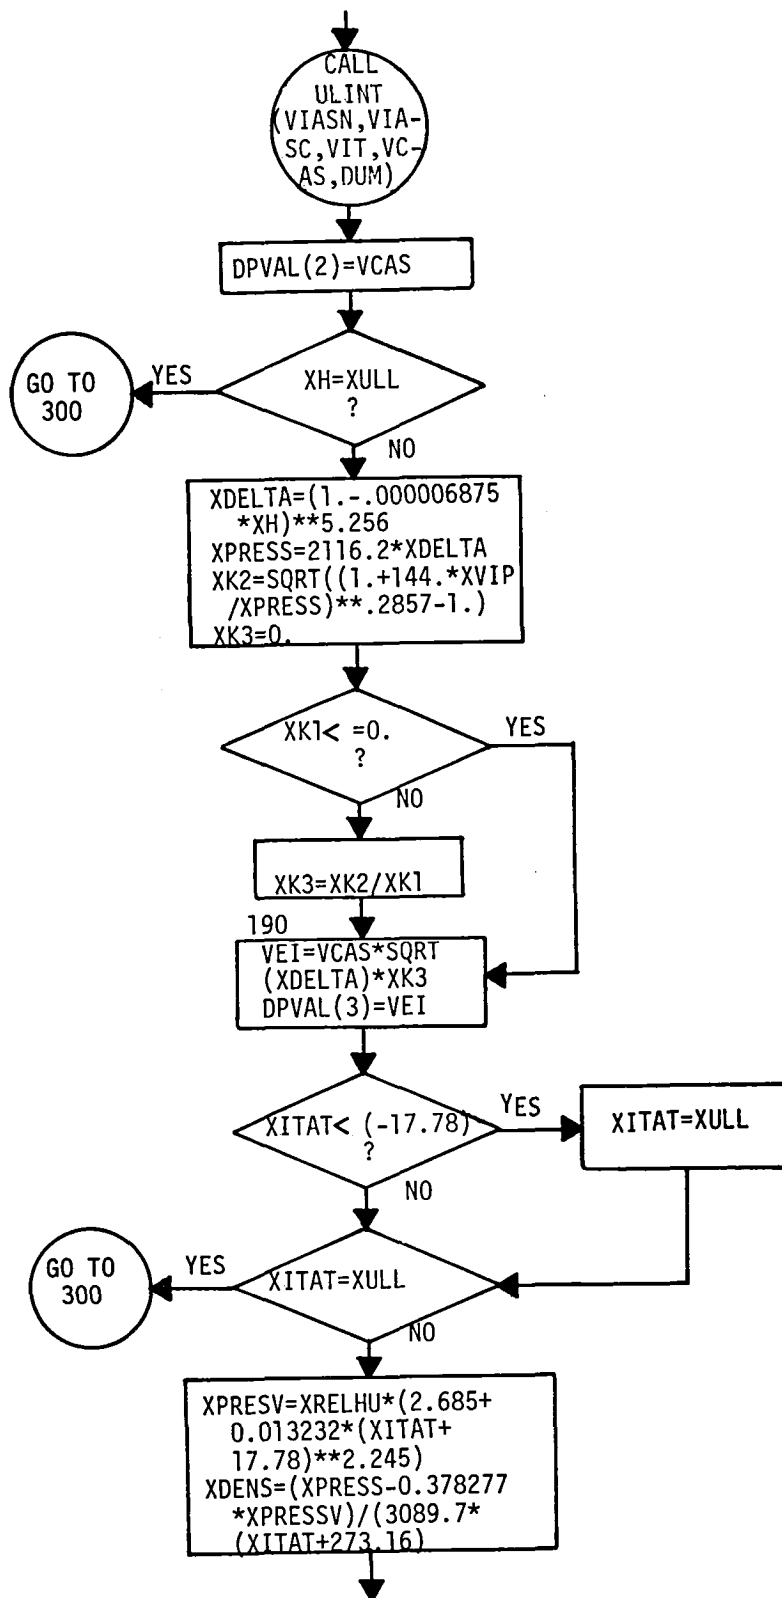 CALL
ULINT
(VIASN,VIA-
SC,VIT,VC-
AS,DUM)
DPVAL(2)=VCAS
XH=XULL
?
YES
GO TO
300
NO
XDELTA=(1.-.000006875
*XH)**5.256
XPRESS=2116.2*XDELTA
XK2=SQRT((1.+144.*XVIP
/XPRESS)**.2857-1.)
XK3=0.
XK1< =0.
?
YES
NO
XK3=XK2/XK1
190
VEI=VCAS*SQRT
(XDELTA)*XK3
DPVAL(3)=VEI
XITAT< (-17.78)
?
YES
XITAT=XULL
NO
XITAT=XULL
YES
GO TO
300
NO
XPRESV=XRELHU*(2.685+
0.013232*(XITAT+
17.78)**2.245)
XDENS=(XPRESS-0.378277
*XPRESSV)/(3089.7*
(XITAT+273.16)